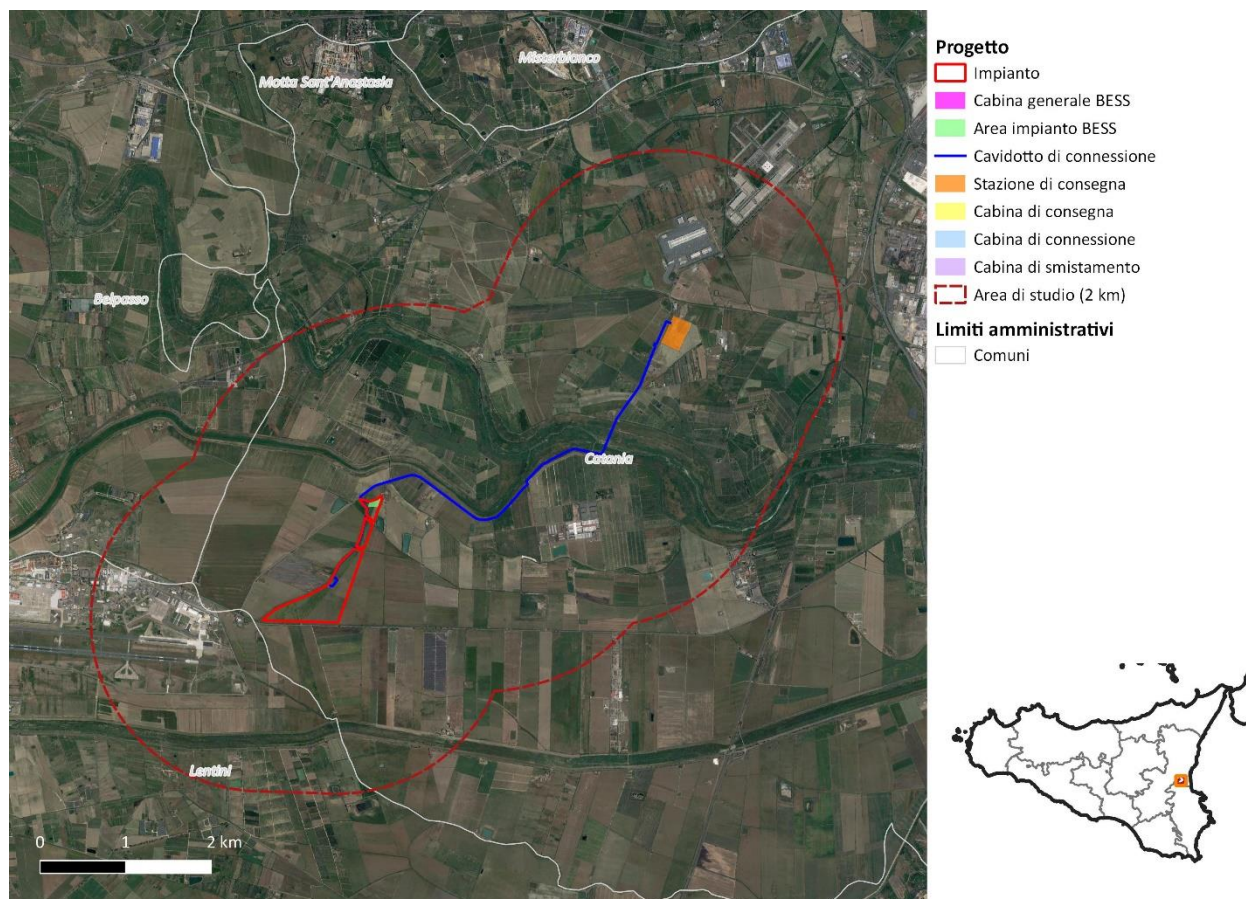 Misterbianco
Motta Sant'Anastasia
Belpasso
Catania
Lentini
0 1 2 km
Progetto
Impianto
Cabina generale BESS
Area impianto BESS
Cavidotto di connessione
Stazione di consegna
Cabina di consegna
Cabina di connessione
Cabina di smistamento
Area di studio (2 km)
Limiti amministrativi
Comuni